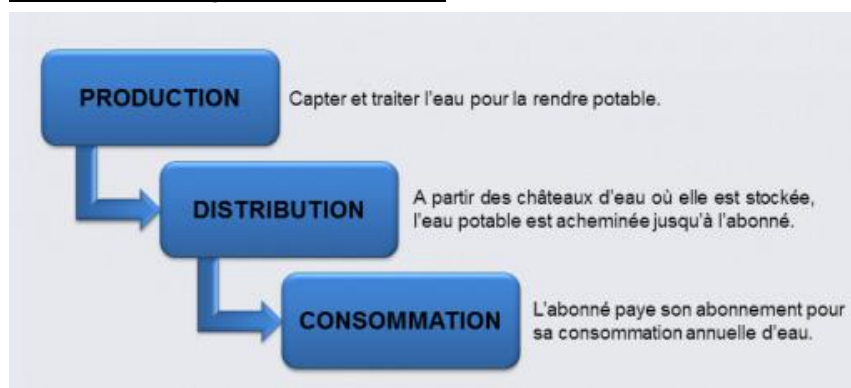 PRODUCTION
Capter et traiter l'eau pour la rendre potable.
DISTRIBUTION
A partir des châteaux d'eau où elle est stockée,
l'eau potable est acheminée jusqu'à l'abonné.
CONSOMMATION
L'abonné paye son abonnement pour
sa consommation annuelle d'eau.